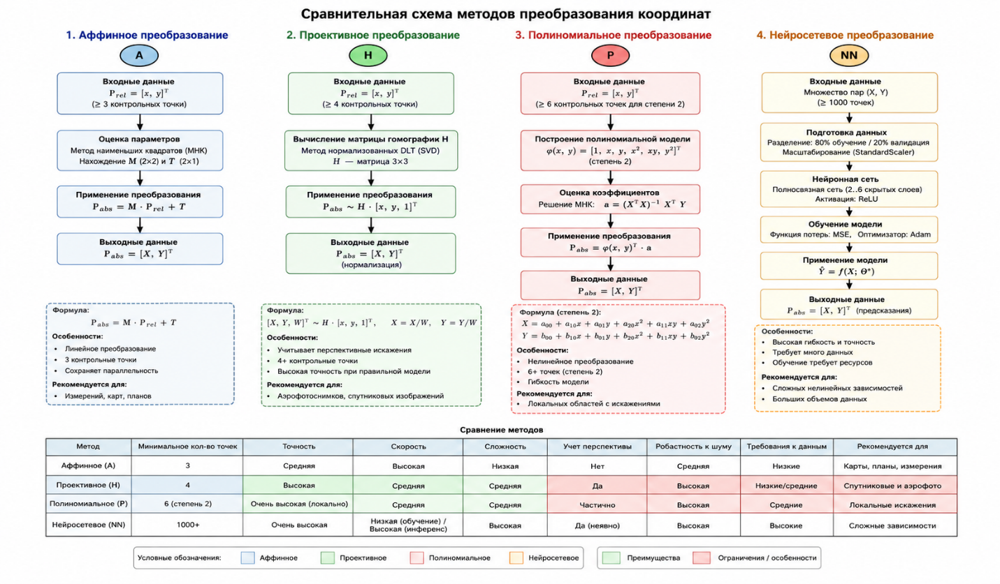 Сравнительная схема методов преобразования координат
1. Аффинное преобразование
A
Входные данные
P_rel = [x, y]^T
(≥ 3 контрольных точки)
Оценка параметров
Метод наименьших квадратов (МНК)
Нахождение M (2×2) и T (2×1)
Применение преобразования
P_abs = M · P_rel + T
Выходные данные
P_abs = [X, Y]^T
Формула:
P_abs = M · P_rel + T
Особенности:
• Линейное преобразование
• 3 контрольные точки
• Сохраняет параллельность
Рекомендуется для:
• Измерений, карт, планов
2. Проективное преобразование
H
Входные данные
P_rel = [x, y]^T
(≥ 4 контрольных точки)
Вычисление матрицы гомографик H
Метод нормализованных DLT (SVD)
H — матрица 3×3
Применение преобразования
P_abs ~ H · [x, y, 1]^T
Выходные данные
P_abs = [X, Y]^T
(нормализация)
Формула:
[X, Y, W]^T ~ H · [x, y, 1]^T, X = X/W, Y = Y/W
Особенности:
• Учитывает перспективные искажения
• 4+ контрольные точки
• Высокая точность при правильной модели
Рекомендуется для:
• Аэрофотоснимков, спутниковых изображений
3. Полиномиальное преобразование
P
Входные данные
P_rel = [x, y]^T
(≥ 6 контрольных точек для степени 2)
Построение полиномиальной модели
φ(x, y) = [1, x, y, x², xy, y²]^T
(степень 2)
Оценка коэффициентов
Решение МНК: a = (X^T X)^−1 X^T Y
Применение преобразования
P_abs = φ(x, y)^T · a
Выходные данные
P_abs = [X, Y]^T
Формула (степень 2):
X = a₀₀ + a₁₀x + a₀₁y + a₂₀x² + a₁₁xy + a₀₂y²
Y = b₀₀ + b₁₀x + b₀₁y + b₂₀x² + b₁₁xy + b₀₂y²
Особенности:
• Нелинейное преобразование
• 6+ точек (степень 2)
• Гибкость модели
Рекомендуется для:
• Локальных областей с искажениями
4. Нейросетевое преобразование
NN
Входные данные
Множество пар (X, Y)
(≥ 1000 точек)
Подготовка данных
Разделение: 80% обучение / 20% валидация
Масштабирование (StandardScaler)
Нейронная сеть
Полносвязная сеть (2..6 скрытых слоев)
Активация: ReLU
Обучение модели
Функция потерь: MSE, Оптимизатор: Adam
Применение модели
Ŷ = f(X; Θ*)
Выходные данные
P_abs = [X, Y]^T (предсказания)
Особенности:
• Высокая гибкость и точность
• Требует много данных
• Обучение требует ресурсов
Рекомендуется для:
• Сложных нелинейных зависимостей
• Больших объемов данных
Сравнение методов
Метод Минимальное кол-во точек Точность Скорость Сложность Учет перспективы Робастность к шуму Требования к данным Рекомендуется для
Аффинное (A) 3 Средняя Высокая Низкая Нет Средняя Низкие Карты, планы, измерения
Проективное (H) 4 Высокая Средняя Средняя Да Высокая Низкие/средние Спутниковые и аэрофото
Полиномиальное (P) 6 (степень 2) Очень высокая (локально) Средняя Средняя Частично Высокая Средние Локальные искажения
Нейросетевое (NN) 1000+ Очень высокая Низкая (обучение) / Высокая (инференс) Высокая Да (неявно) Высокая Высокие Сложные зависимости
Условные обозначения: Аффинное Проективное Полиномиальное Нейросетевое Преимущества Ограничения / особенности